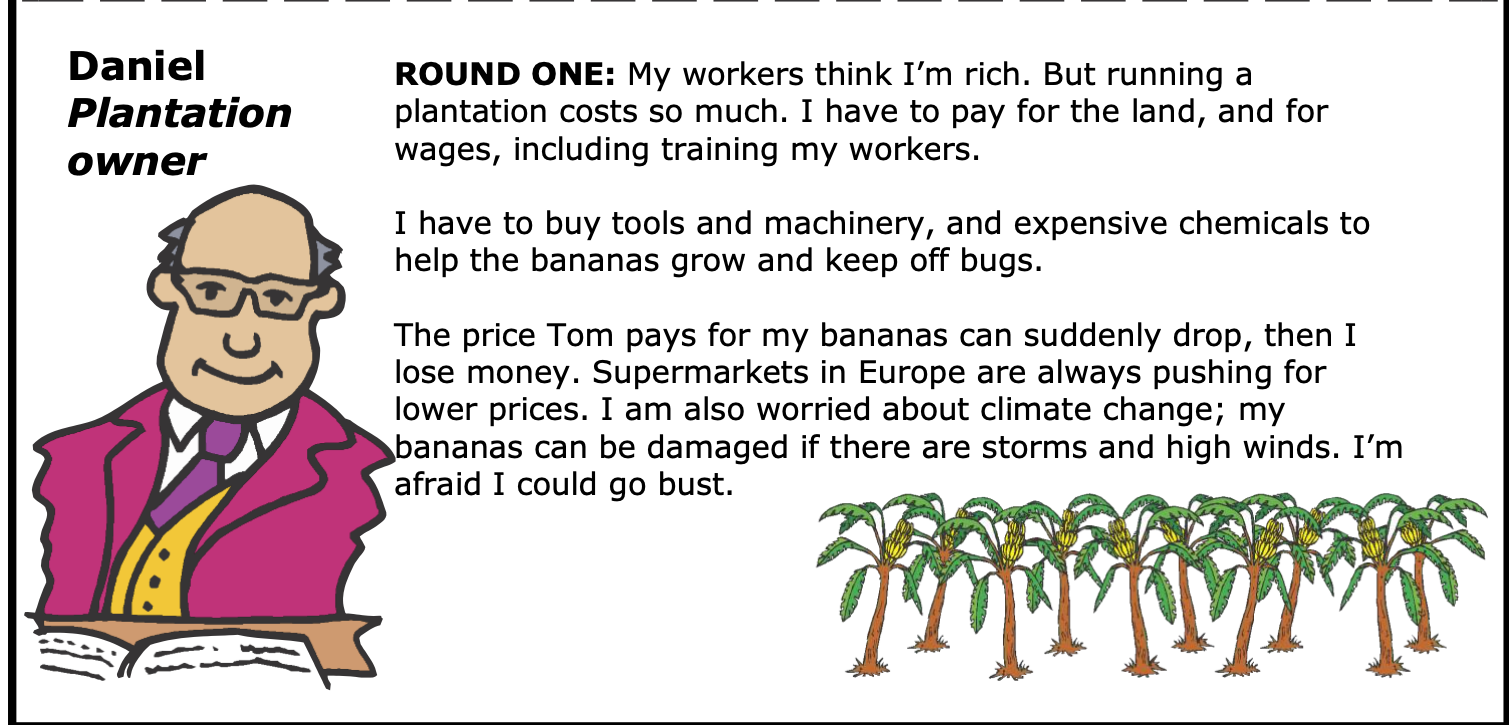 Daniel
Plantation
owner
ROUND ONE: My workers think I’m rich. But running a
plantation costs so much. I have to pay for the land, and for
wages, including training my workers.
I have to buy tools and machinery, and expensive chemicals to
help the bananas grow and keep off bugs.
The price Tom pays for my bananas can suddenly drop, then I
lose money. Supermarkets in Europe are always pushing for
lower prices. I am also worried about climate change; my
bananas can be damaged if there are storms and high winds. I’m
afraid I could go bust.